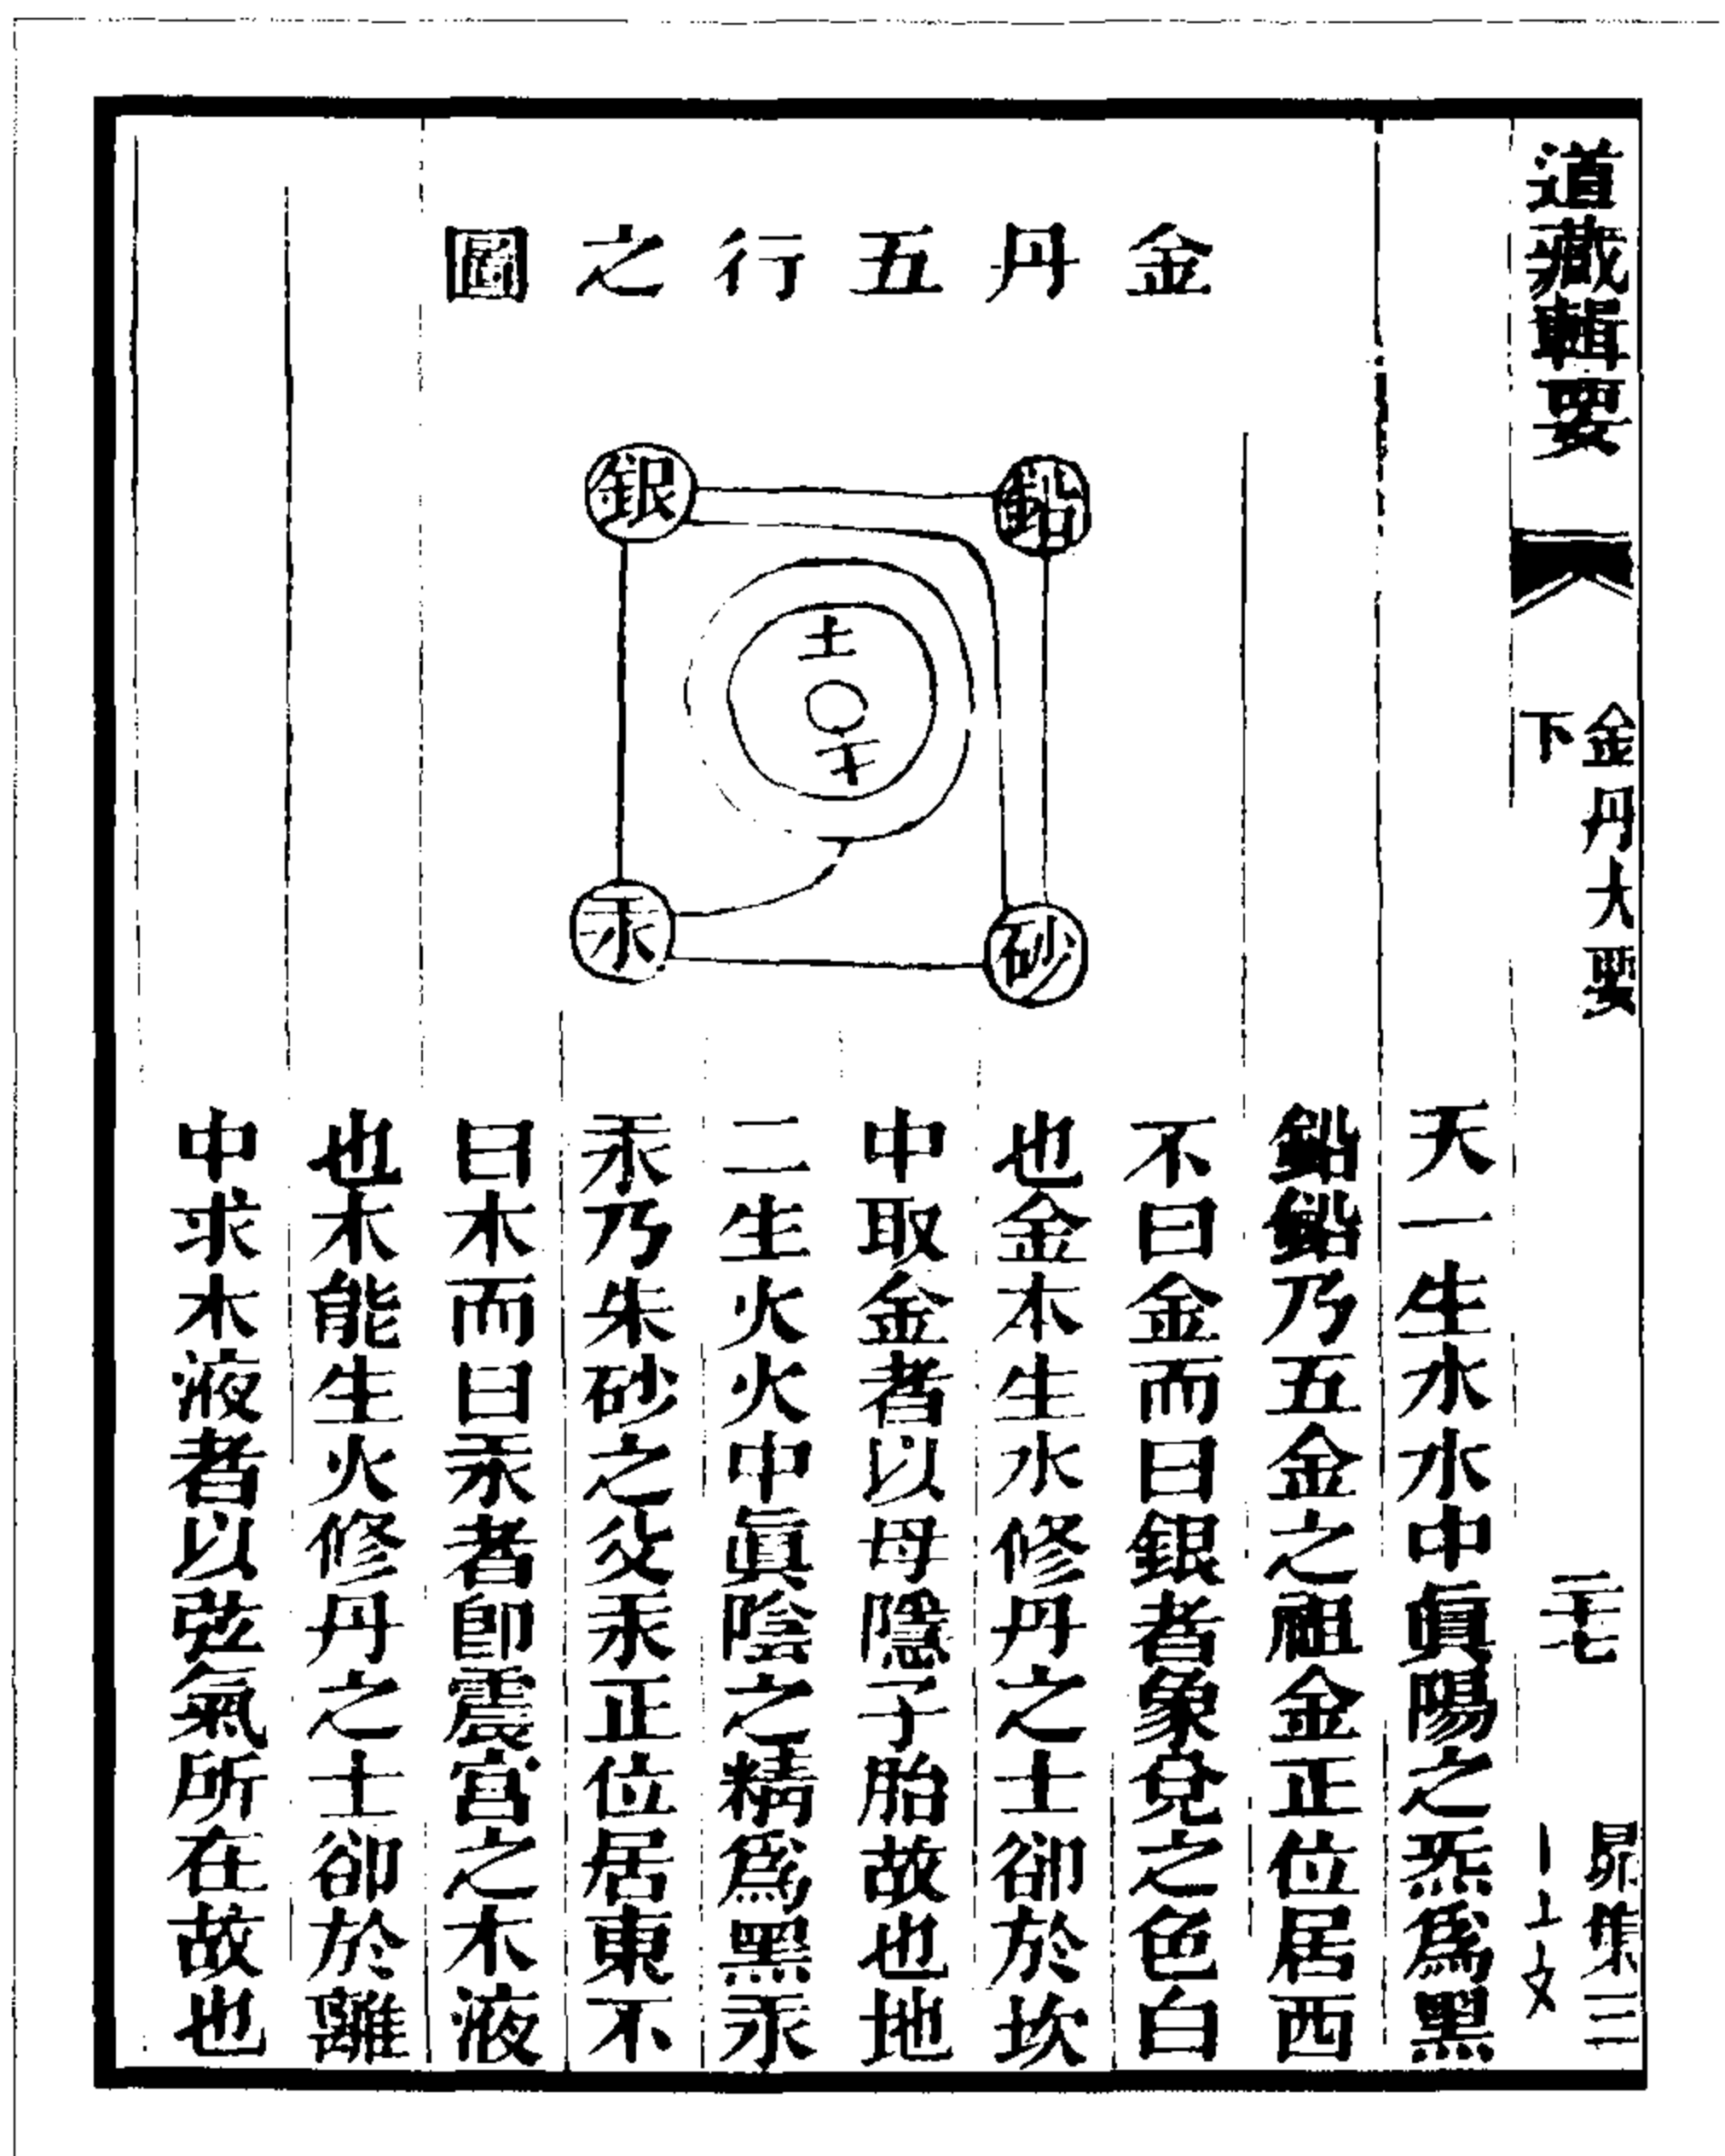 道藏輯要
金丹大要
下
二十七
昴集三
金丹五行之圖
鉛
銀
土
砂
汞
天一生水水中眞陽之炁爲黑
鉛鉛乃五金之祖金正位居西
不曰金而曰銀者象兌之色白
也金本生水修丹之士卻於坎
中取金者以母隱子胎故也地
二生火火中眞陰之精爲黑汞
汞乃朱砂之父汞正位居東不
曰木而曰汞者卽震宮之木液
也木能生火修丹之士卻於離
中求木液者以弦氣所在故也